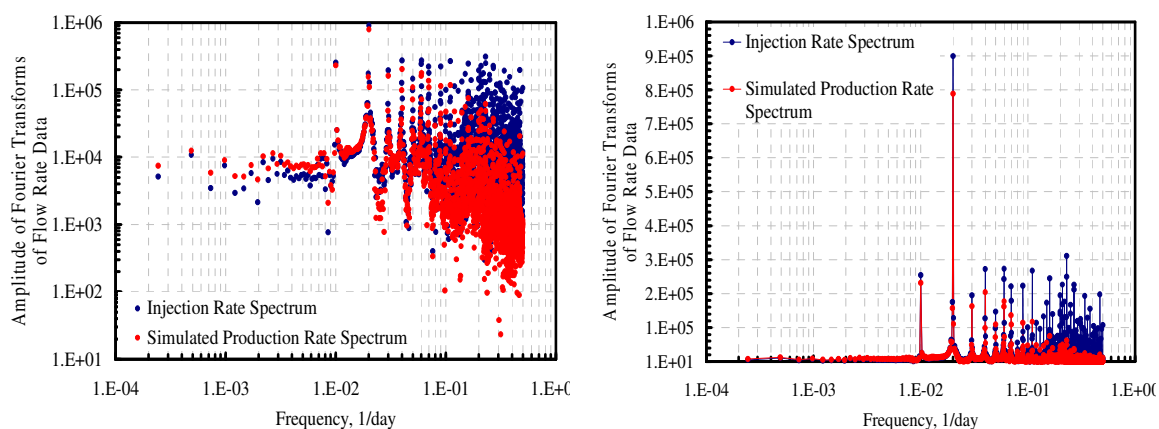 1.E+06
1.E+05
1.E+04
1.E+03
1.E+02
1.E+01
Amplitude of Fourier Transforms
of Flow Rate Data
Injection Rate Spectrum
Simulated Production Rate Spectrum
1.E-04 1.E-03 1.E-02 1.E-01 1.E+0
Frequency, 1/day
1.E+06
9.E+05
8.E+05
7.E+05
6.E+05
5.E+05
4.E+05
3.E+05
2.E+05
1.E+05
1.E+01
Amplitude of Fourier Transforms
of Flow Rate Data
Injection Rate Spectrum
Simulated Production Rate
Spectrum
1.E-04 1.E-03 1.E-02 1.E-01 1.E+00
Frequency, 1/day